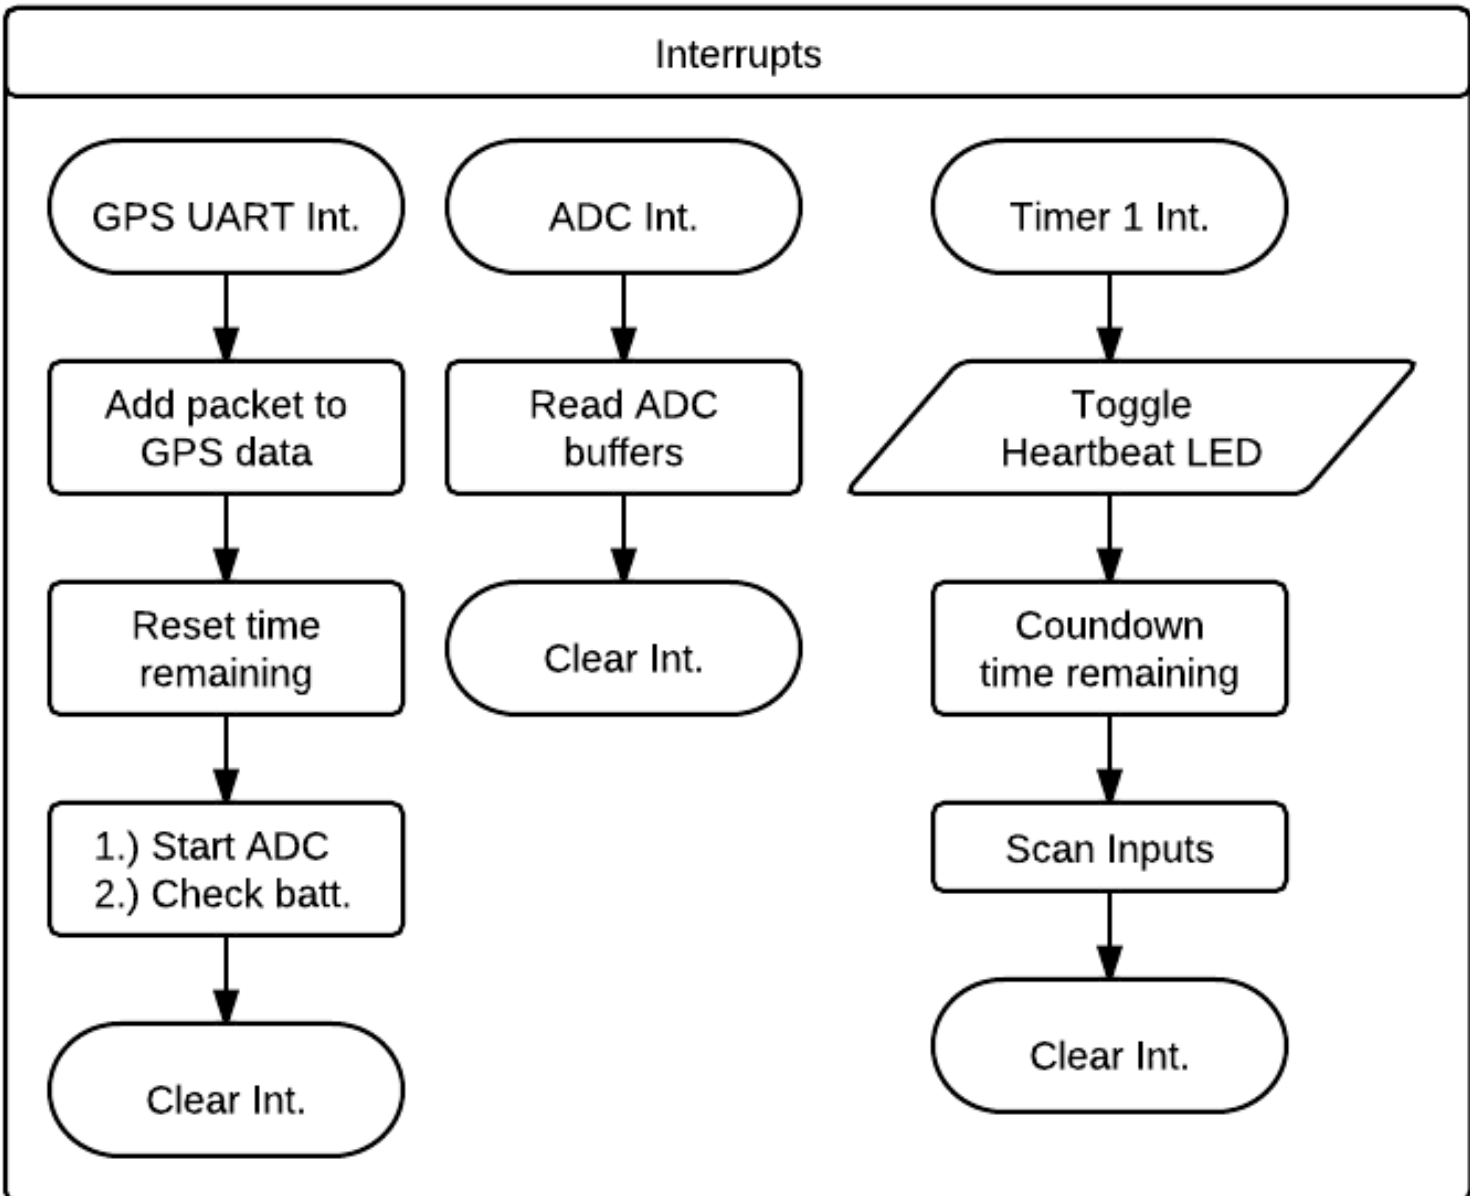 Interrupts
GPS UART Int.
Add packet to
GPS data
Reset time
remaining
1.) Start ADC
2.) Check batt.
Clear Int.
ADC Int.
Read ADC
buffers
Clear Int.
Timer 1 Int.
Toggle
Heartbeat LED
Coundown
time remaining
Scan Inputs
Clear Int.